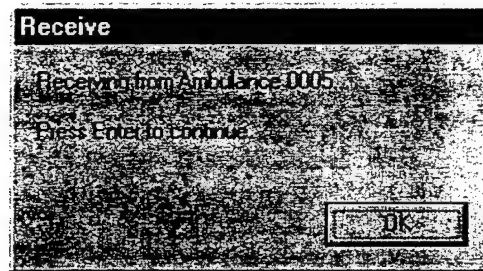 Receive
Receiving from Ambulance 0005
Press Enter to continue
OK